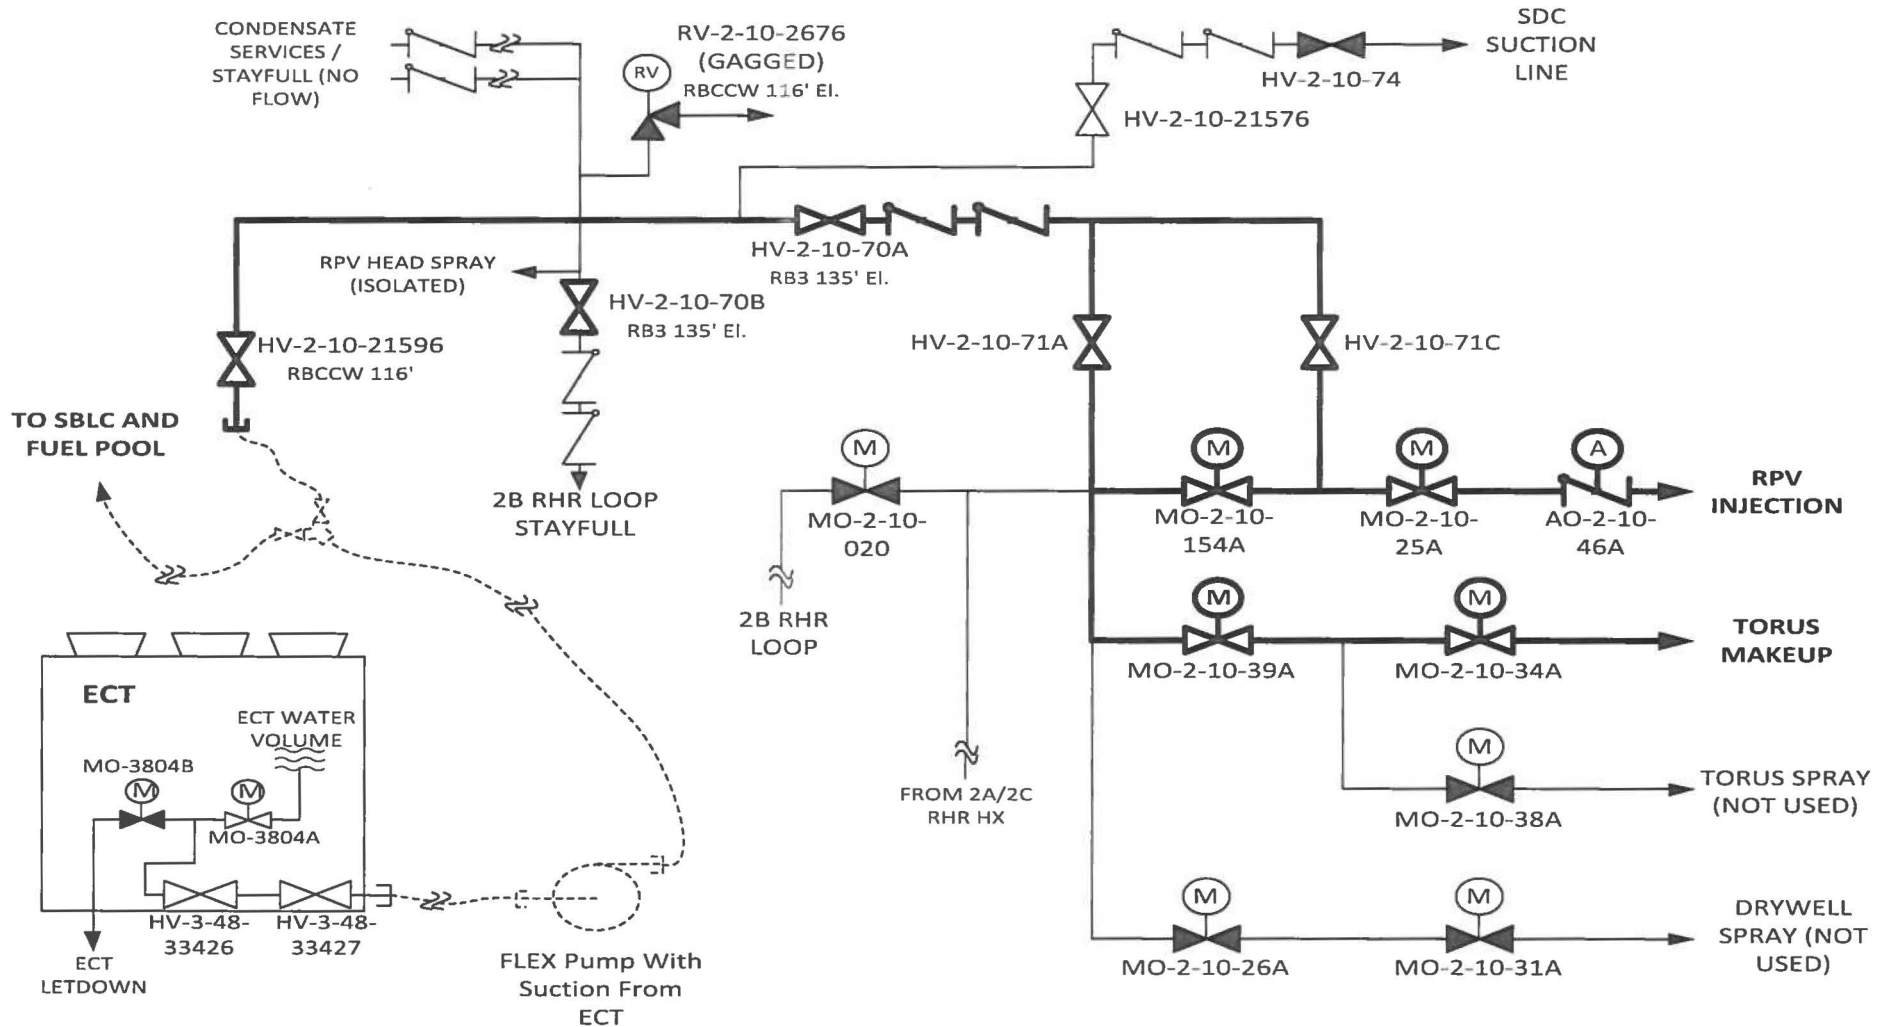 CONDENSATE
SERVICES /
STAYFULL (NO
FLOW)
RV-2-10-2676
(GAGGED)
RBCCW 116' El.
RV
SDC
SUCTION
LINE
HV-2-10-74
HV-2-10-21576
HV-2-10-70A
RB3 135' El.
RPV HEAD SPRAY
(ISOLATED)
HV-2-10-70B
RB3 135' El.
HV-2-10-21596
RBCCW 116'
HV-2-10-71A
HV-2-10-71C
TO SBLC AND
FUEL POOL
2B RHR LOOP
STAYFULL
M
MO-2-10-
020
M
MO-2-10-
154A
M
MO-2-10-
25A
A
AO-2-10-
46A
RPV
INJECTION
2B RHR
LOOP
M
MO-2-10-39A
M
MO-2-10-34A
TORUS
MAKEUP
ECT
ECT WATER
VOLUME
MO-3804B
M
M
MO-3804A
HV-3-48-
33426
HV-3-48-
33427
ECT
LETDOWN
FLEX Pump With
Suction From
ECT
FROM 2A/2C
RHR HX
M
MO-2-10-38A
TORUS SPRAY
(NOT USED)
M
MO-2-10-26A
M
MO-2-10-31A
DRYWELL
SPRAY (NOT
USED)